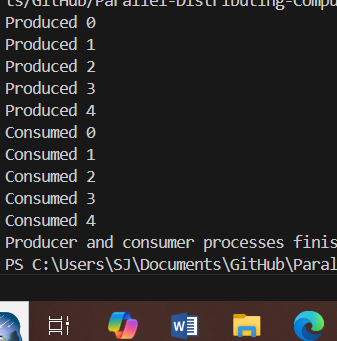 ts/GitHub/Parallel-Distributing-Compu
Produced 0
Produced 1
Produced 2
Produced 3
Produced 4
Consumed 0
Consumed 1
Consumed 2
Consumed 3
Consumed 4
Producer and consumer processes finis
PS C:\Users\SJ\Documents\GitHub\Paral
W